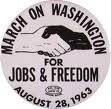 MARCH ON WASHINGTON
FOR
JOBS & FREEDOM
AUGUST 28, 1963